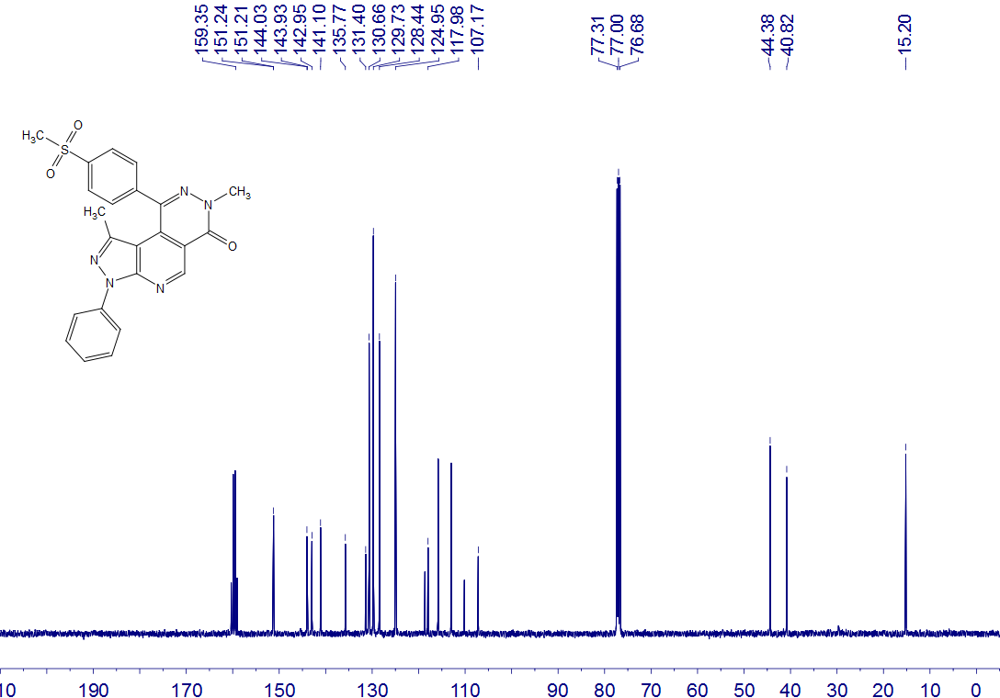 159.35
151.24
151.21
144.03
143.93
142.95
141.10
135.77
131.40
130.66
129.73
128.44
124.95
117.98
107.17
77.31
77.00
76.68
44.38
40.82
15.20
H₃C
O
S
O
N
CH₃
N
H₃C
O
N
N
N
10 190 170 150 130 110 90 80 70 60 50 40 30 20 10 0